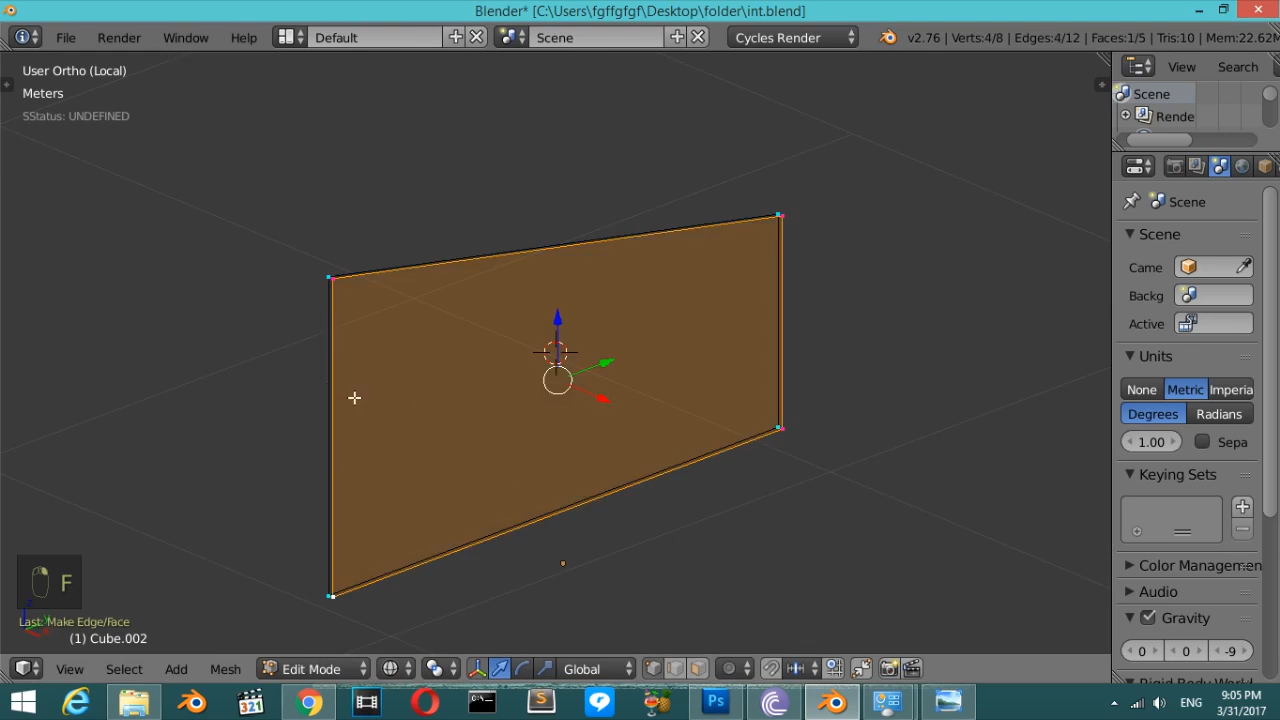 Blender* [C:\Users\fgffgfgf\Desktop\folder\int.blend]
File Render Window Help Default Scene Cycles Render v2.76 | Verts:4/8 | Edges:4/12 | Faces:1/5 | Tris:10 | Mem:22.62M
User Ortho (Local)
Meters
SStatus: UNDEFINED
View Search
Scene
Rende
Scene
Scene
Came
Backg
Active
Units
None Metric Imperia
Degrees Radians
1.00 Sepa
Keying Sets
Color Managemen
Audio
Gravity
0 0 -9
F
Last: Make Edge/Face
(1) Cube.002
View Select Add Mesh Edit Mode Global
321 Ps ENG
9:05 PM
3/31/2017